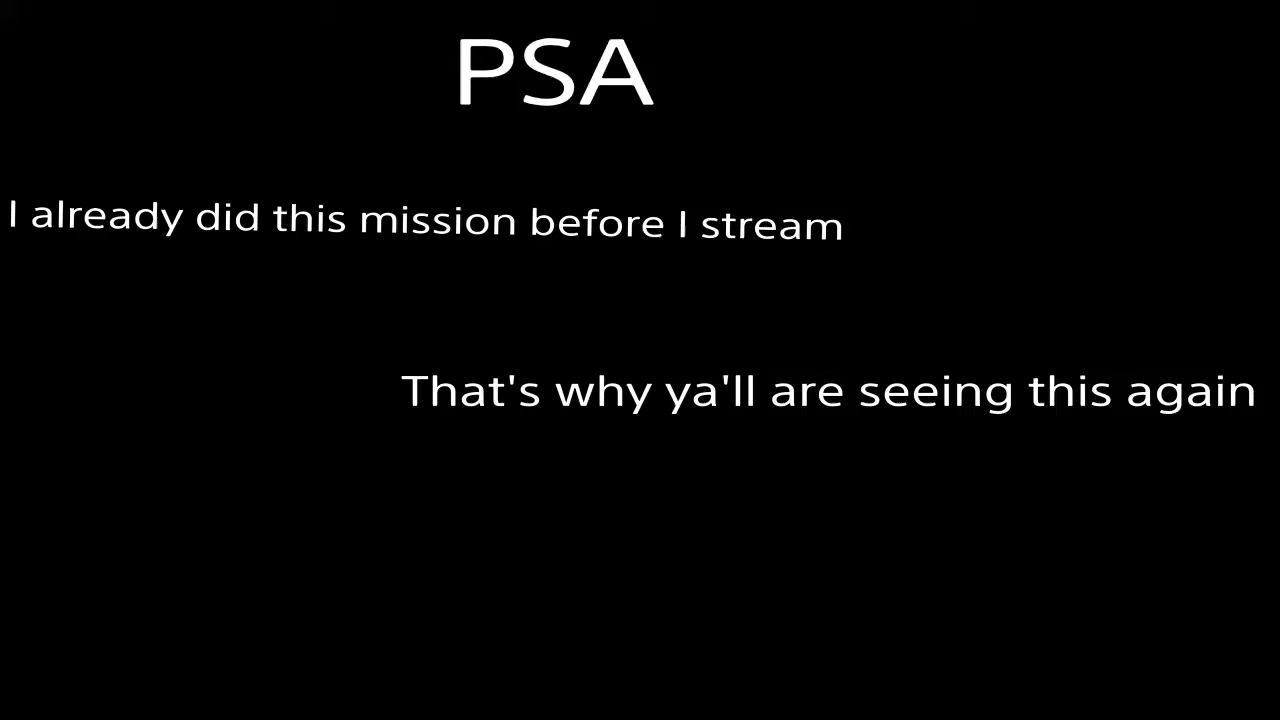 PSA
I already did this mission before I stream
That's why ya'll are seeing this again